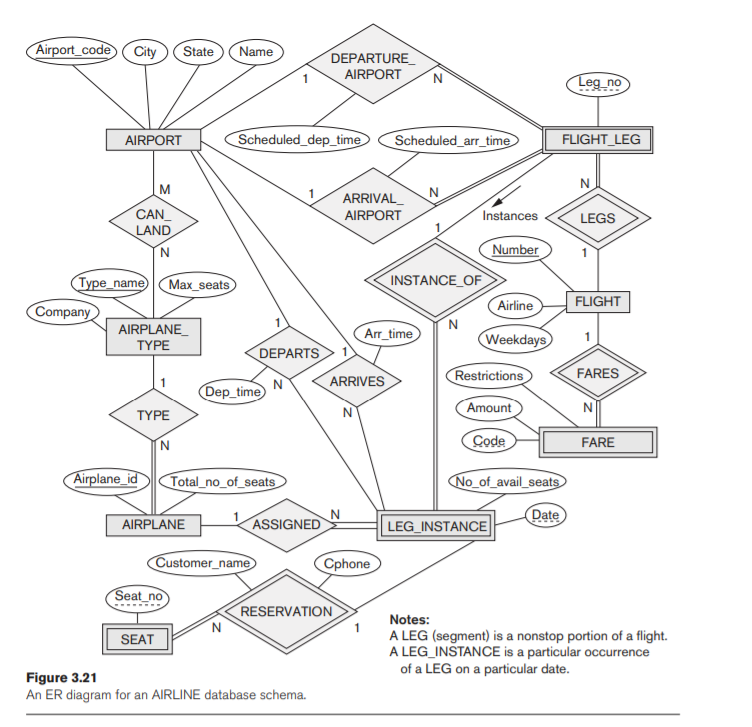 Airport_code City State Name
DEPARTURE_
AIRPORT
1 N
Leg_no
AIRPORT
Scheduled_dep_time Scheduled_arr_time
FLIGHT_LEG
M
CAN_
LAND
N
1 N
ARRIVAL_
AIRPORT
Instances
N
LEGS
1
1
INSTANCE_OF
N
Number
Type_name Max_seats
Company
AIRPLANE_
TYPE
Airline FLIGHT
Weekdays
1
DEPARTS
N
Dep_time
1
Arr_time
ARRIVES
N
1
FARES
N
Restrictions
Amount
Code FARE
1
TYPE
N
Airplane_id Total_no_of_seats
No_of_avail_seats
AIRPLANE 1 ASSIGNED N LEG_INSTANCE Date
Customer_name Cphone
Seat_no
RESERVATION
SEAT N 1
Notes:
A LEG (segment) is a nonstop portion of a flight.
A LEG_INSTANCE is a particular occurrence
of a LEG on a particular date.
Figure 3.21
An ER diagram for an AIRLINE database schema.